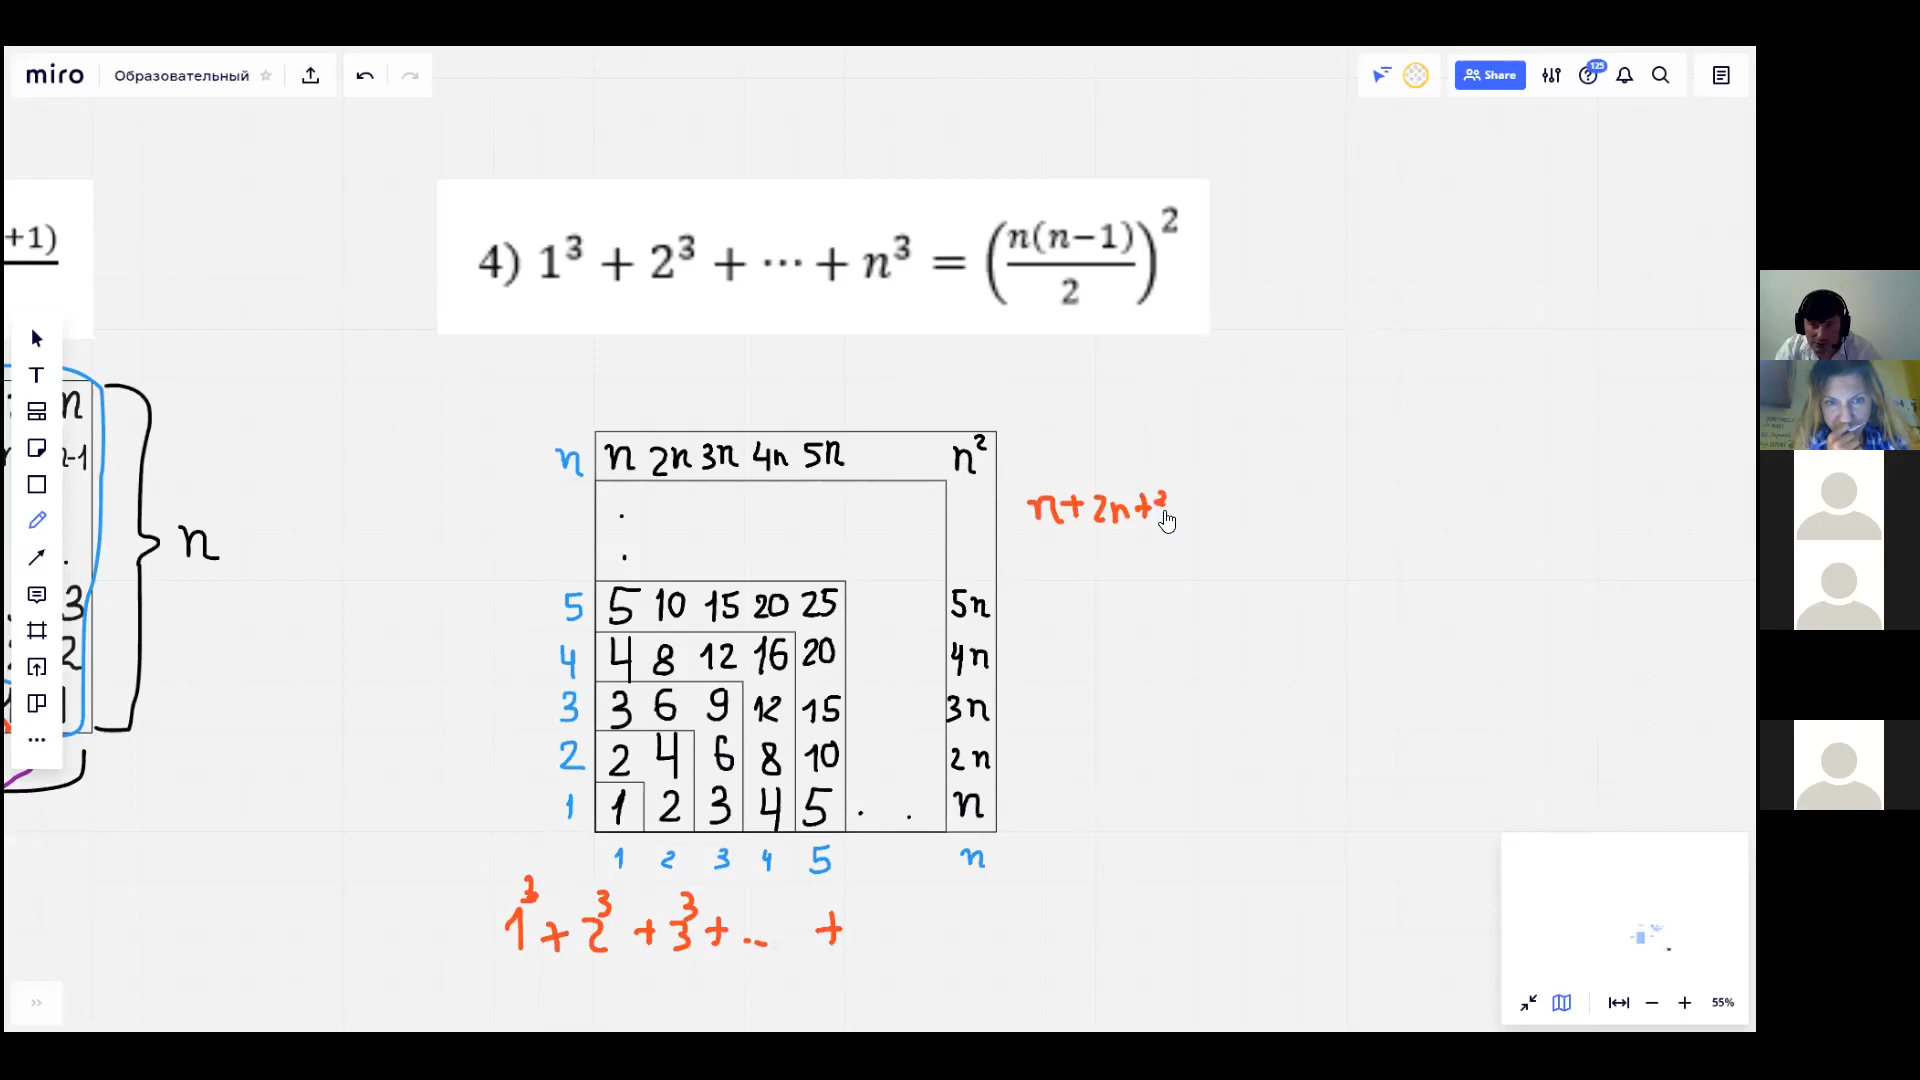 miro Образовательный Share 125
+1)
4) 1³ + 2³ + ⋯ + n³ = (n(n−1)/2)²
n
n-1
n n 2n 3n 4n 5n n²
n+2n+3
.
n
.
5 5 10 15 20 25 5n
3
4 4 8 12 16 20 4n
2
3 3 6 9 12 15 3n
1
2 2 4 6 8 10 2n
1 1 2 3 4 5 . . n
1 2 3 4 5 n
1³ + 2³ + 3³ + ... +
55%